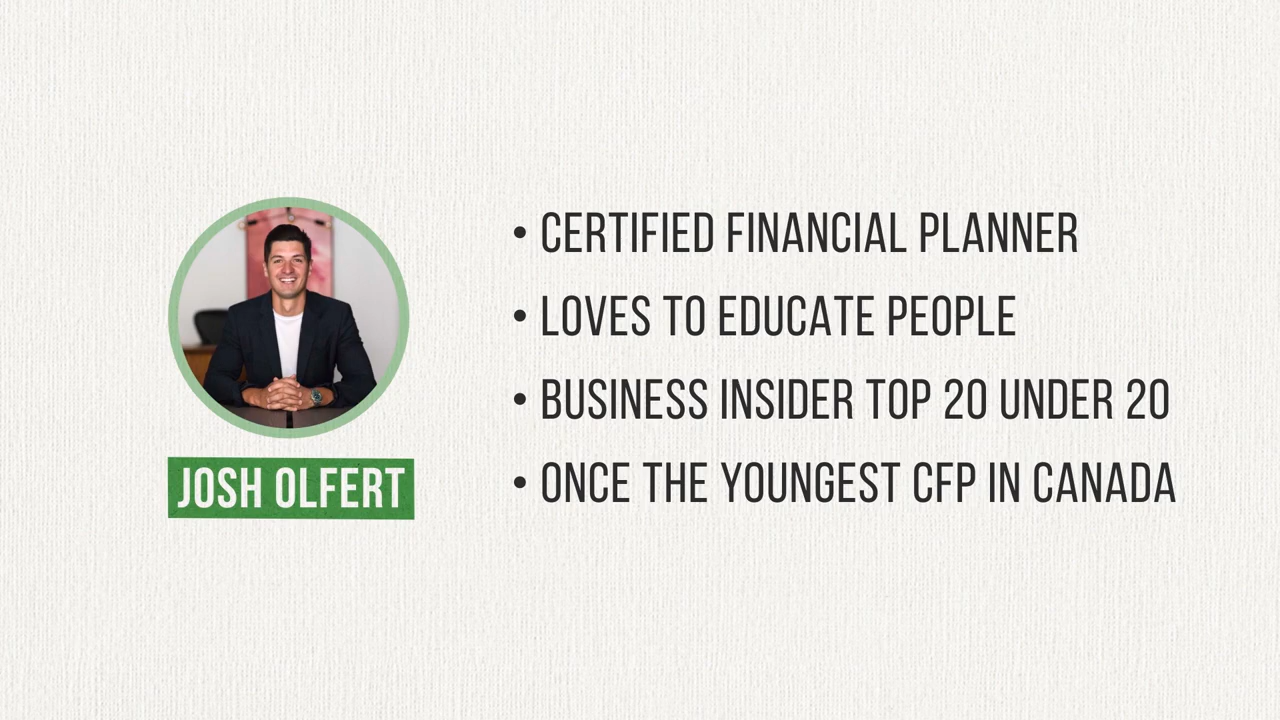 • CERTIFIED FINANCIAL PLANNER
• LOVES TO EDUCATE PEOPLE
• BUSINESS INSIDER TOP 20 UNDER 20
• ONCE THE YOUNGEST CFP IN CANADA
JOSH OLFERT